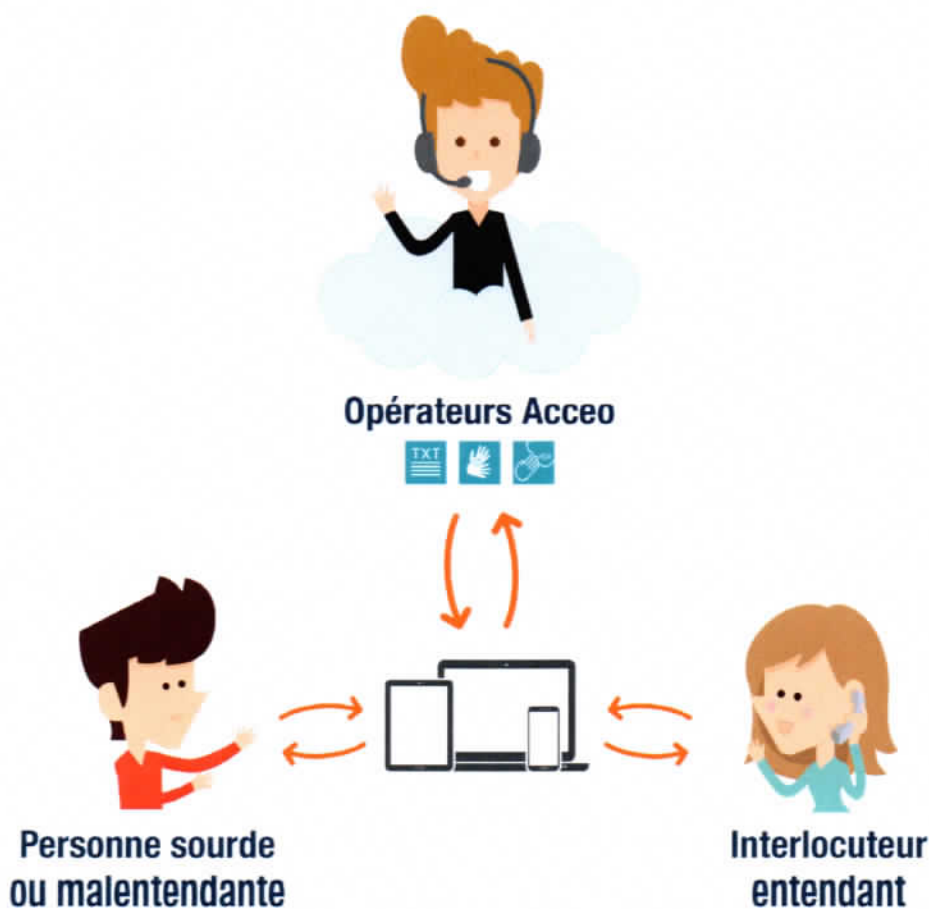 Opérateurs Acceo
TXT
Personne sourde
ou malentendante
Interlocuteur
entendant